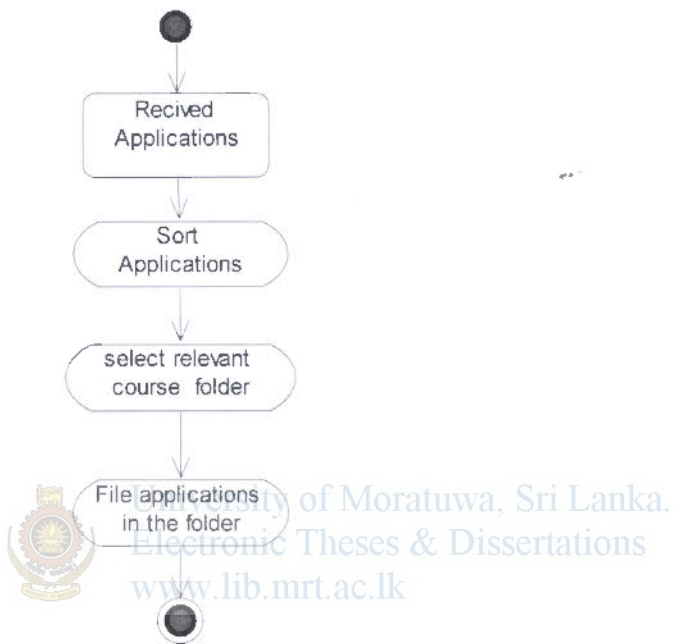 Recived
Applications
Sort
Applications
select relevant
course folder
File applications
in the folder
University of Moratuwa, Sri Lanka.
Electronic Theses & Dissertations
www.lib.mrt.ac.lk